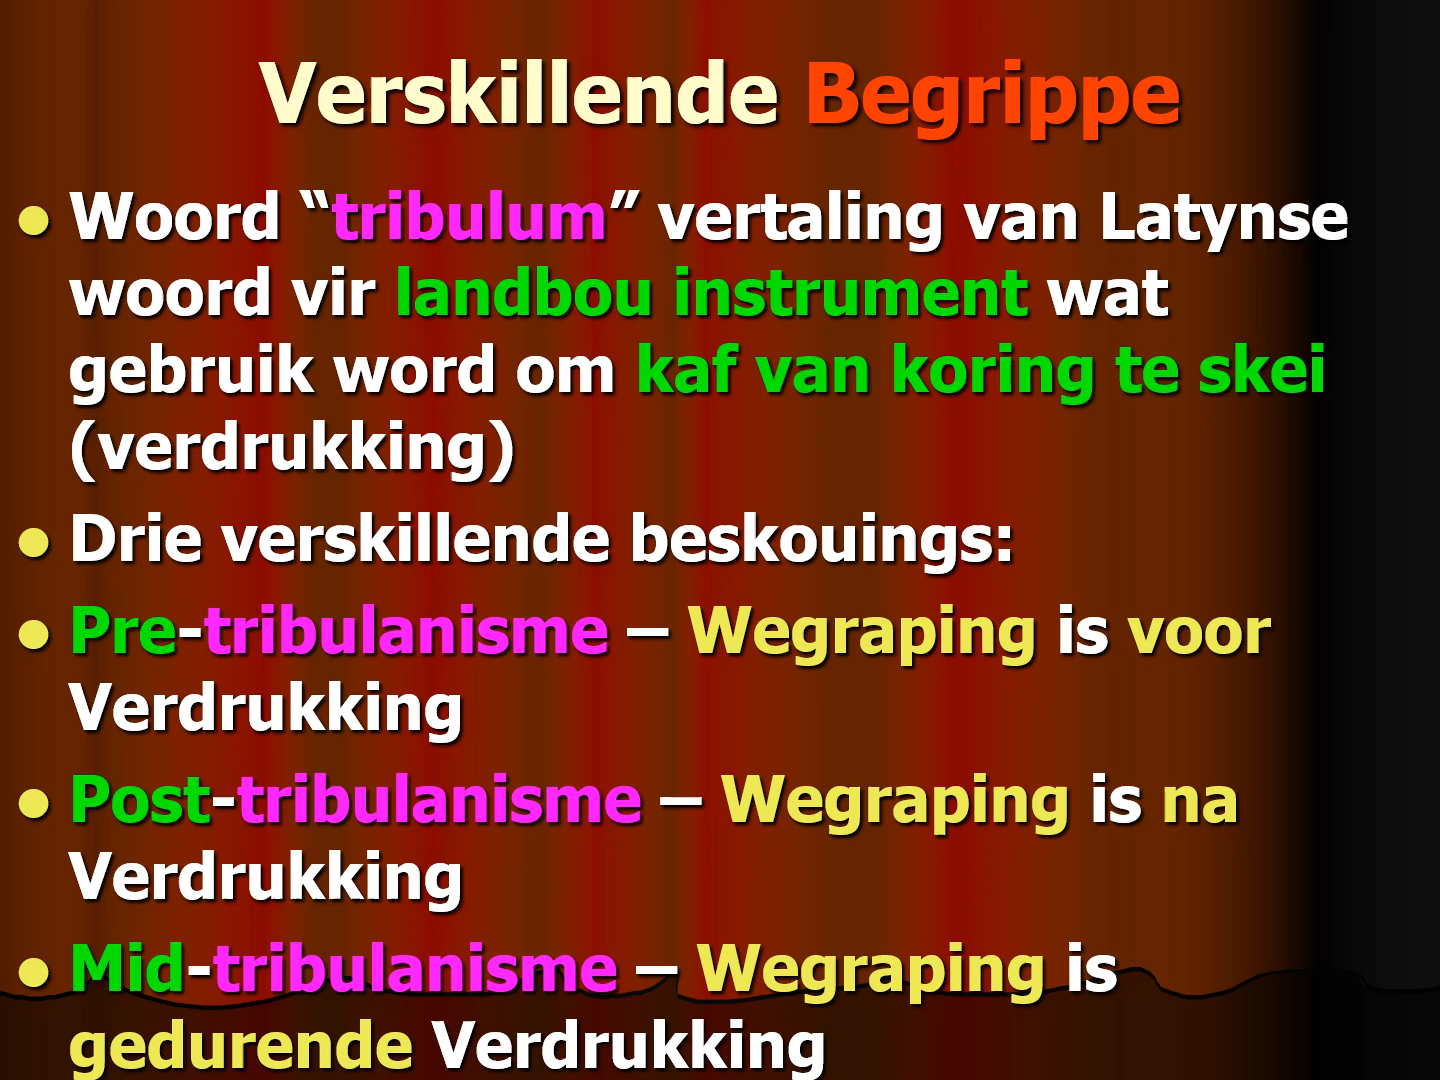 Verskillende Begrippe
● Woord “tribulum” vertaling van Latynse
woord vir landbou instrument wat
gebruik word om kaf van koring te skei
(verdrukking)
● Drie verskillende beskouings:
● Pre-tribulanisme – Wegraping is voor
Verdrukking
● Post-tribulanisme – Wegraping is na
Verdrukking
● Mid-tribulanisme – Wegraping is
gedurende Verdrukking